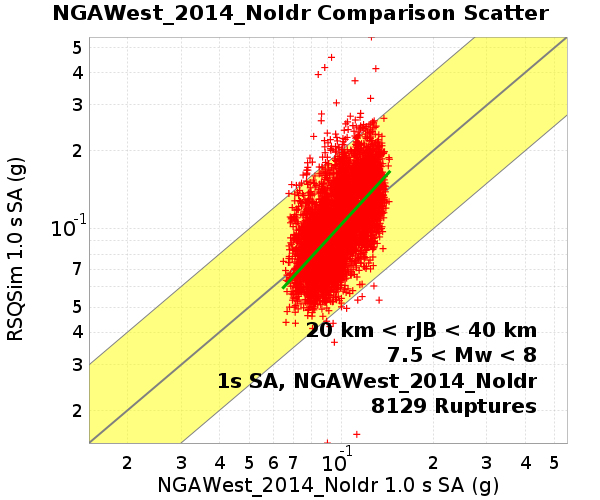 NGAWest_2014_NoIdr Comparison Scatter
5
4
3
2
10^-1
7
5
4
3
2
RSQSim 1.0 s SA (g)
20 km < rJB < 40 km
7.5 < Mw < 8
1s SA, NGAWest_2014_NoIdr
8129 Ruptures
2 3 4 5 6 7 10^-1 2 3 4 5
NGAWest_2014_NoIdr 1.0 s SA (g)